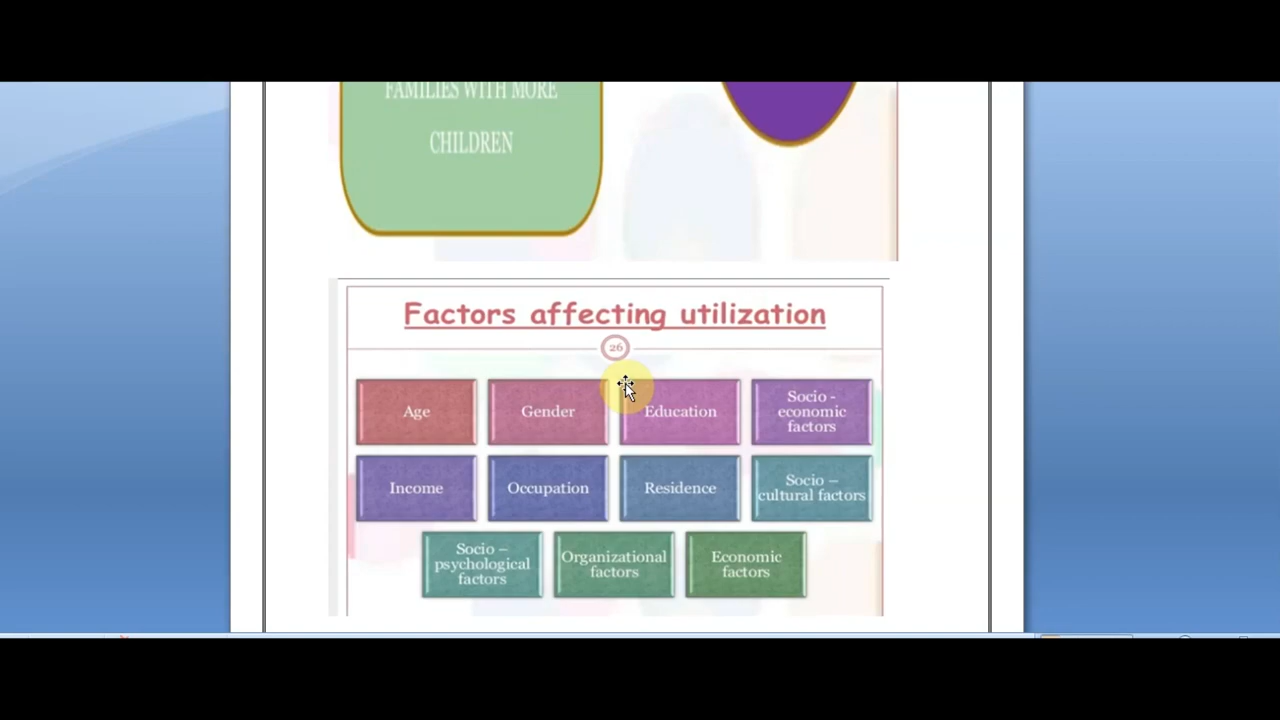 FAMILIES WITH MORE
CHILDREN
Factors affecting utilization
26
Age
Gender
Education
Socio -
economic
factors
Income
Occupation
Residence
Socio –
cultural factors
Socio –
psychological
factors
Organizational
factors
Economic
factors